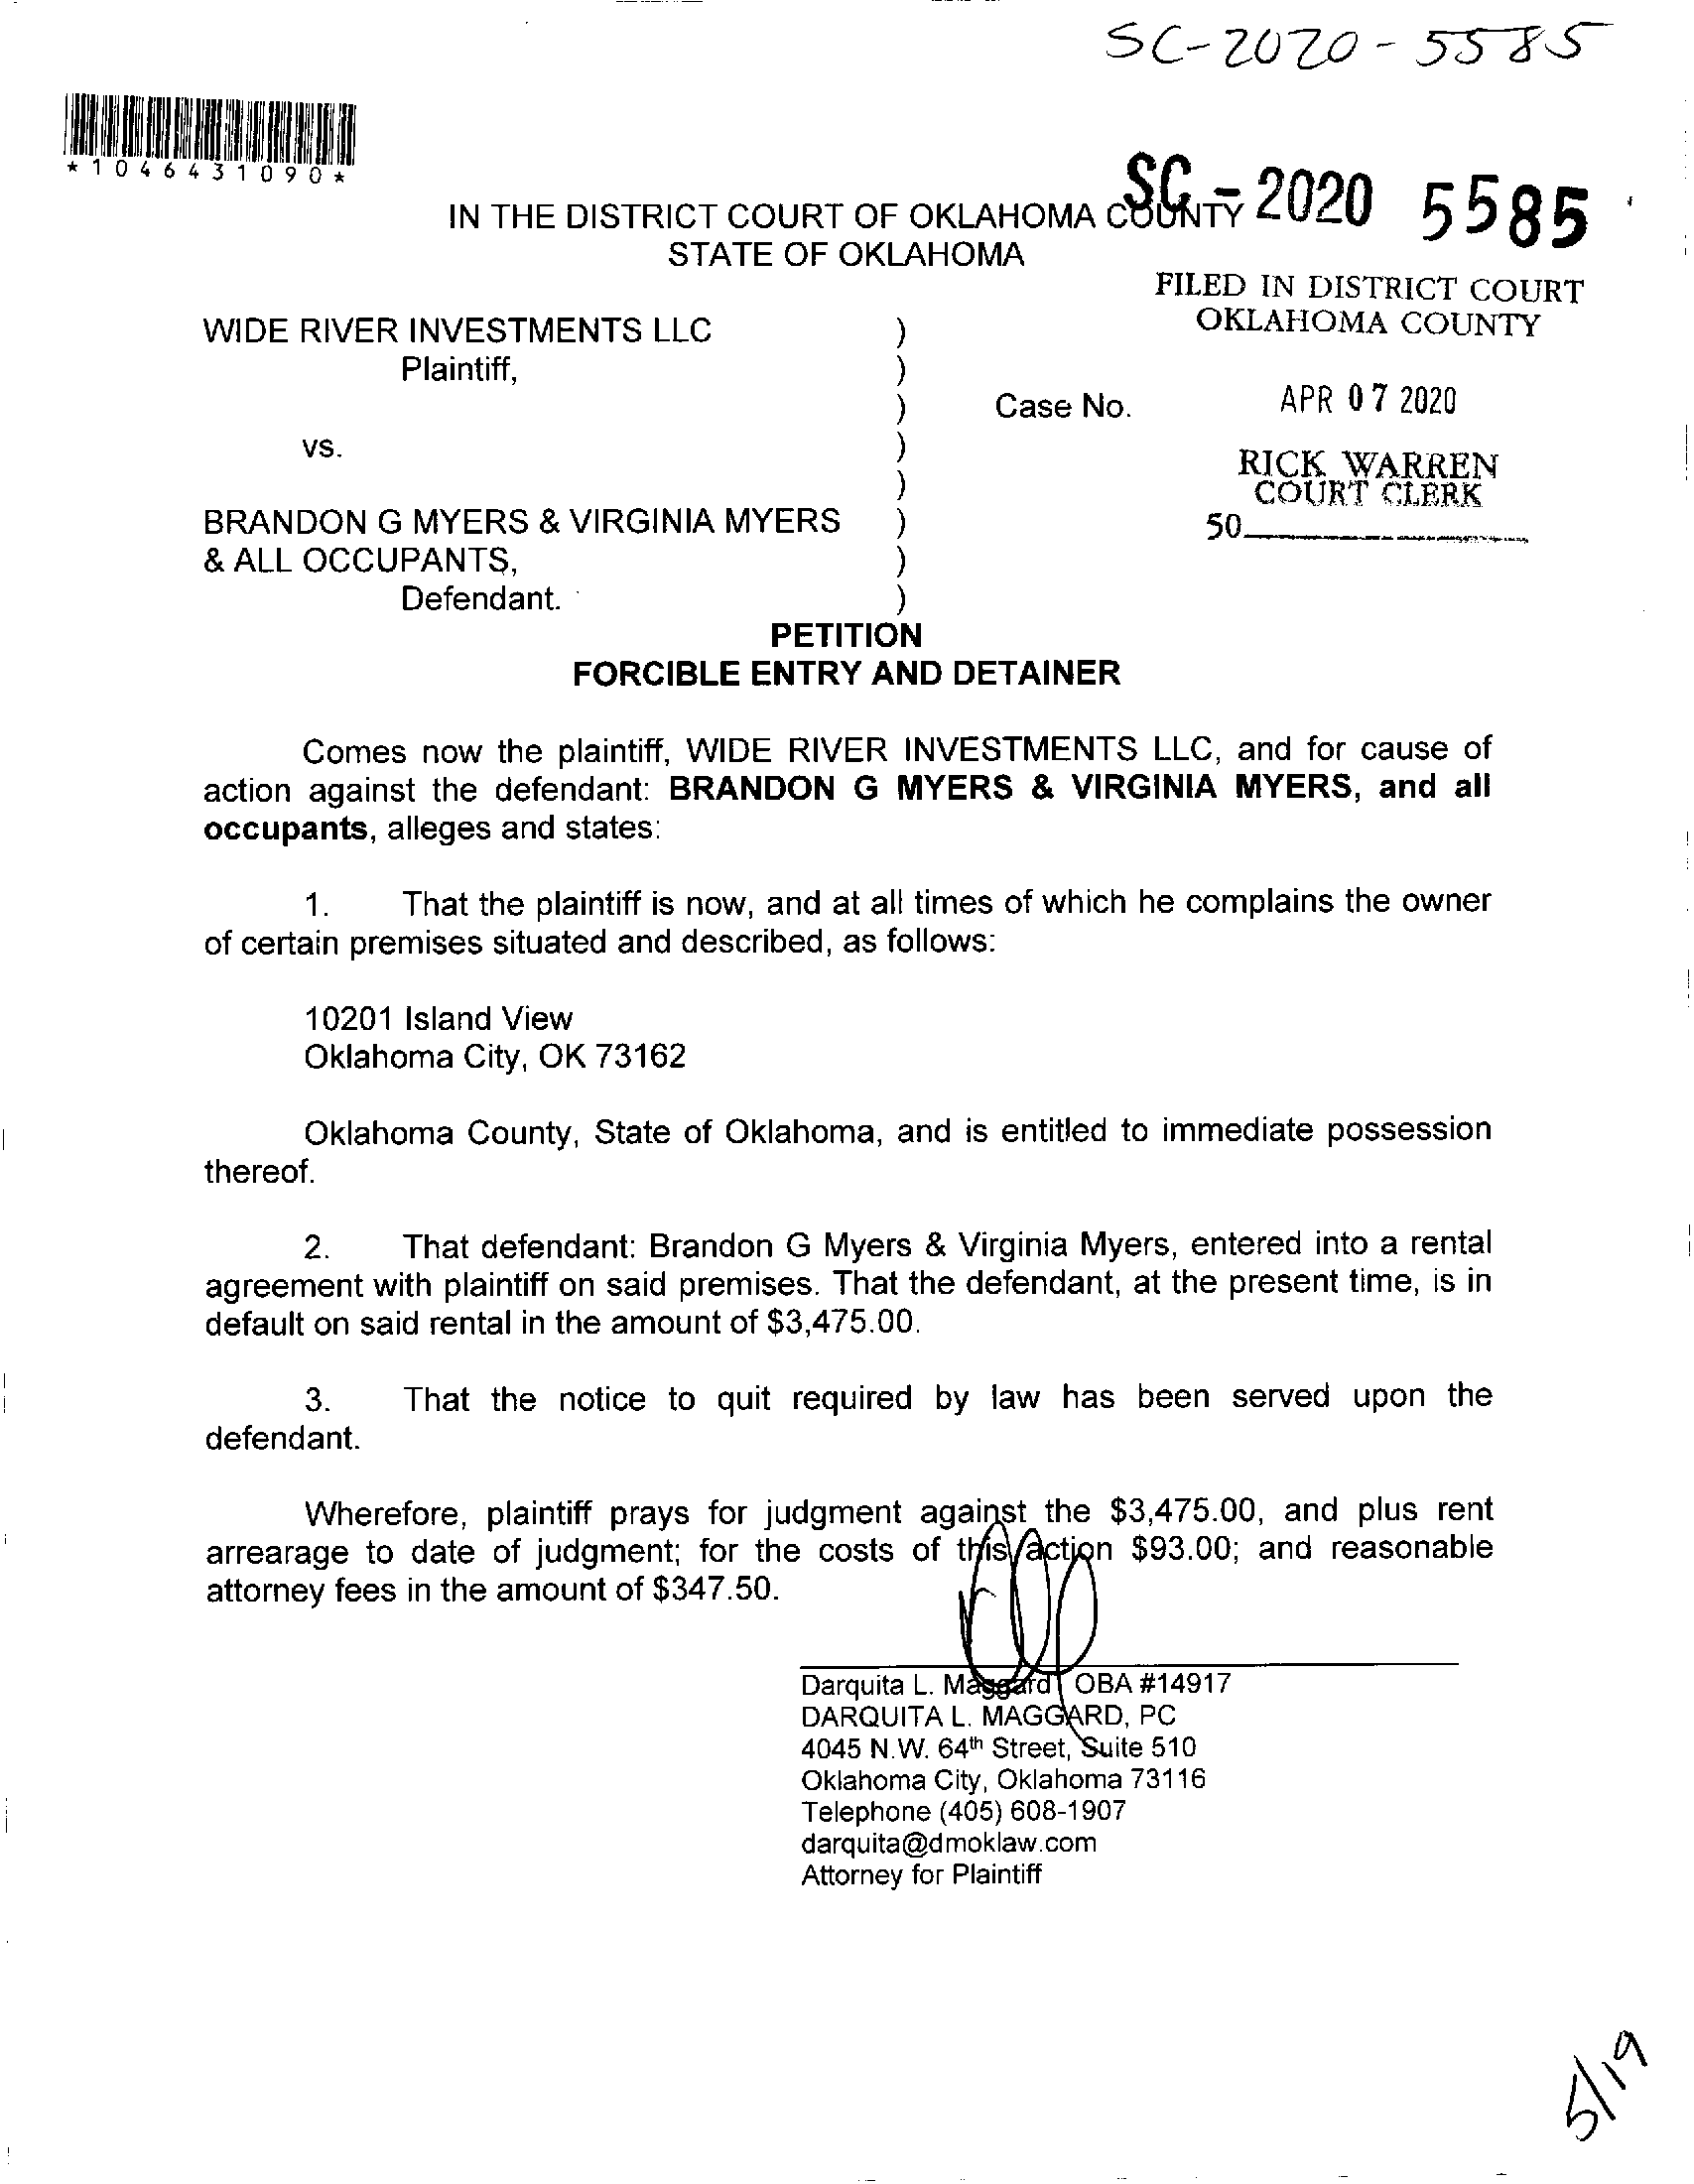 SC-2020-5585
*1046431090*
SC-2020 5585
IN THE DISTRICT COURT OF OKLAHOMA COUNTY
STATE OF OKLAHOMA
FILED IN DISTRICT COURT
OKLAHOMA COUNTY
WIDE RIVER INVESTMENTS LLC )
Plaintiff, )
) Case No.
APR 07 2020
vs. )
RICK WARREN
COURT CLERK
)
50
BRANDON G MYERS & VIRGINIA MYERS )
& ALL OCCUPANTS, )
Defendant. )
PETITION
FORCIBLE ENTRY AND DETAINER
Comes now the plaintiff, WIDE RIVER INVESTMENTS LLC, and for cause of
action against the defendant: BRANDON G MYERS & VIRGINIA MYERS, and all
occupants, alleges and states:
1. That the plaintiff is now, and at all times of which he complains the owner
of certain premises situated and described, as follows:
10201 Island View
Oklahoma City, OK 73162
Oklahoma County, State of Oklahoma, and is entitled to immediate possession
thereof.
2. That defendant: Brandon G Myers & Virginia Myers, entered into a rental
agreement with plaintiff on said premises. That the defendant, at the present time, is in
default on said rental in the amount of $3,475.00.
3. That the notice to quit required by law has been served upon the
defendant.
Wherefore, plaintiff prays for judgment against the $3,475.00, and plus rent
arrearage to date of judgment; for the costs of this action $93.00; and reasonable
attorney fees in the amount of $347.50.
Darquita L. Maggard OBA #14917
DARQUITA L. MAGGARD, PC
4045 N.W. 64th Street, Suite 510
Oklahoma City, Oklahoma 73116
Telephone (405) 608-1907
darquita@dmoklaw.com
Attorney for Plaintiff
5/19